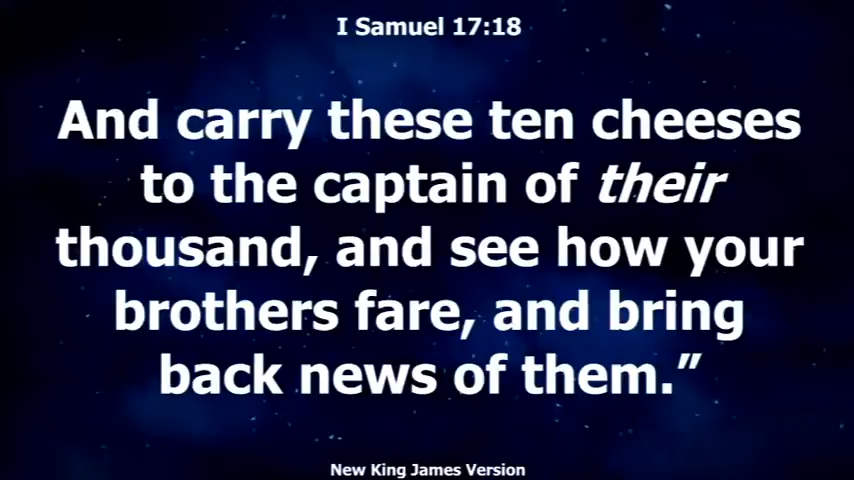 I Samuel 17:18
And carry these ten cheeses
to the captain of their
thousand, and see how your
brothers fare, and bring
back news of them.”
New King James Version